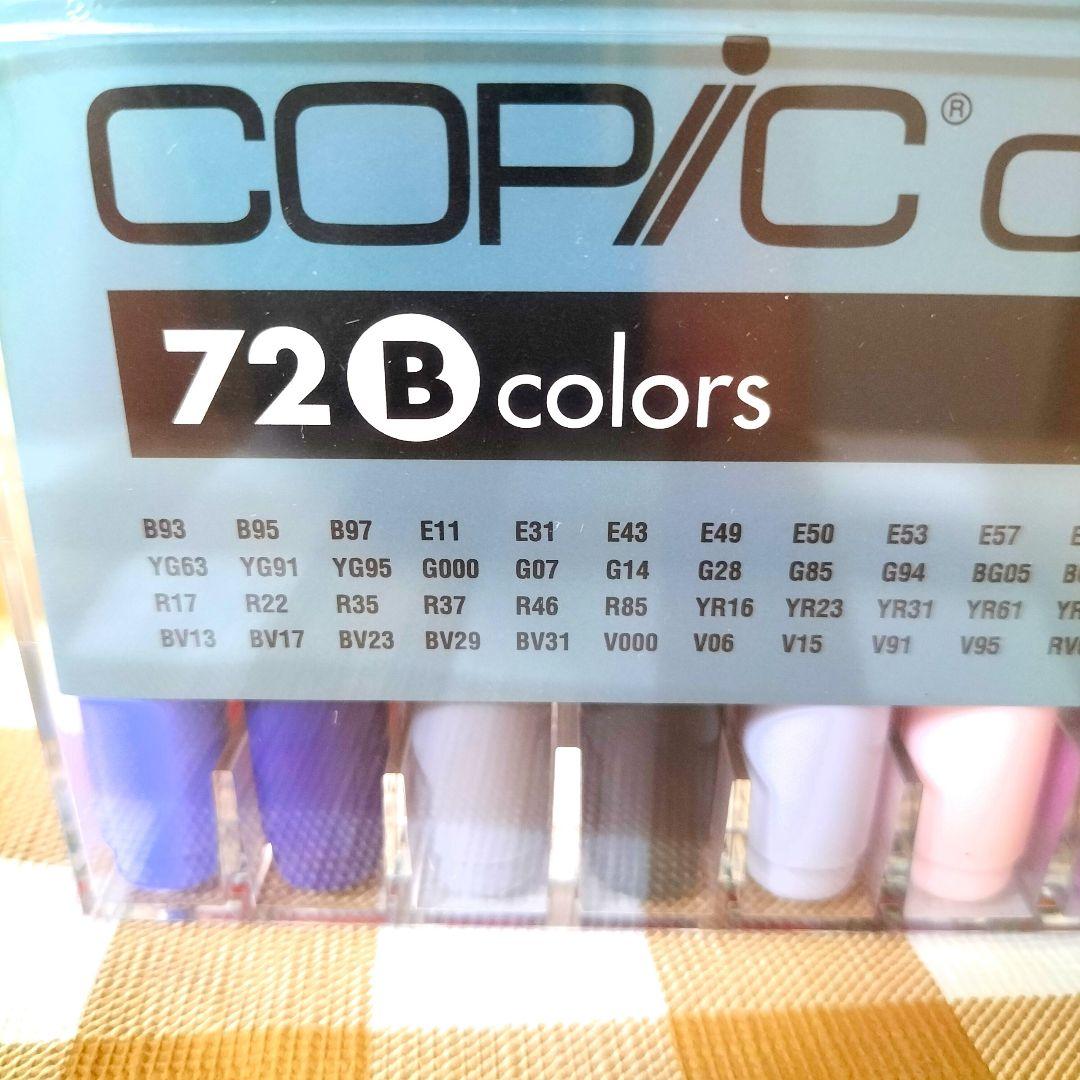 COPiC®
72 B colors
B93 B95 B97 E11 E31 E43 E49 E50 E53 E57
YG63 YG91 YG95 G000 G07 G14 G28 G85 G94 BG05
R17 R22 R35 R37 R46 R85 YR16 YR23 YR31 YR61
BV13 BV17 BV23 BV29 BV31 V000 V06 V15 V91 V95